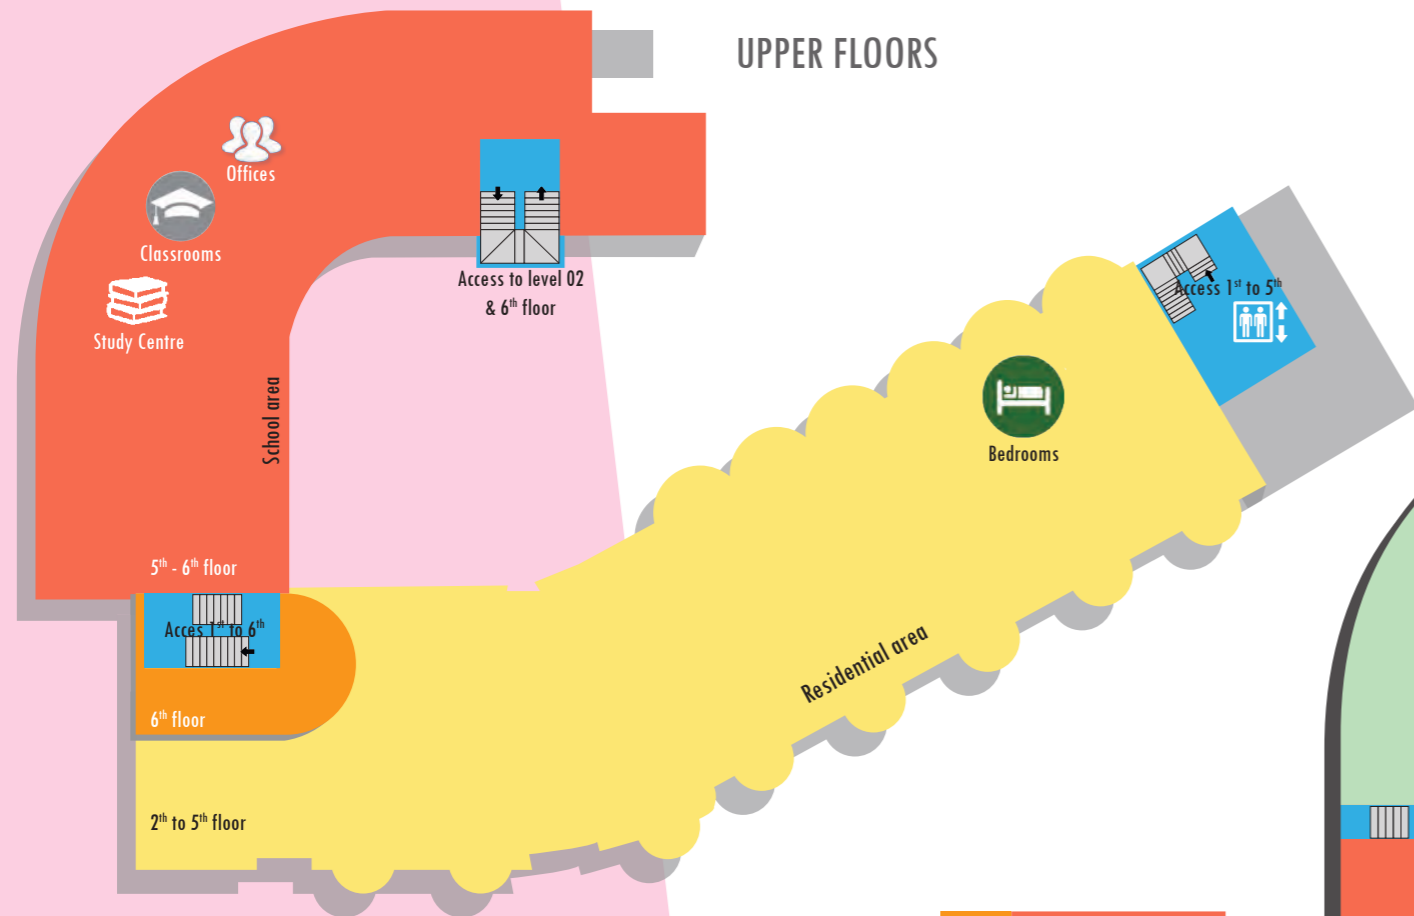 UPPER FLOORS
Offices
Classrooms
Study Centre
School area
Access to level 02
& 6th floor
Access 1st to 5th
Bedrooms
5th - 6th floor
Acces 1st to 6th
Residential area
6th floor
2th to 5th floor